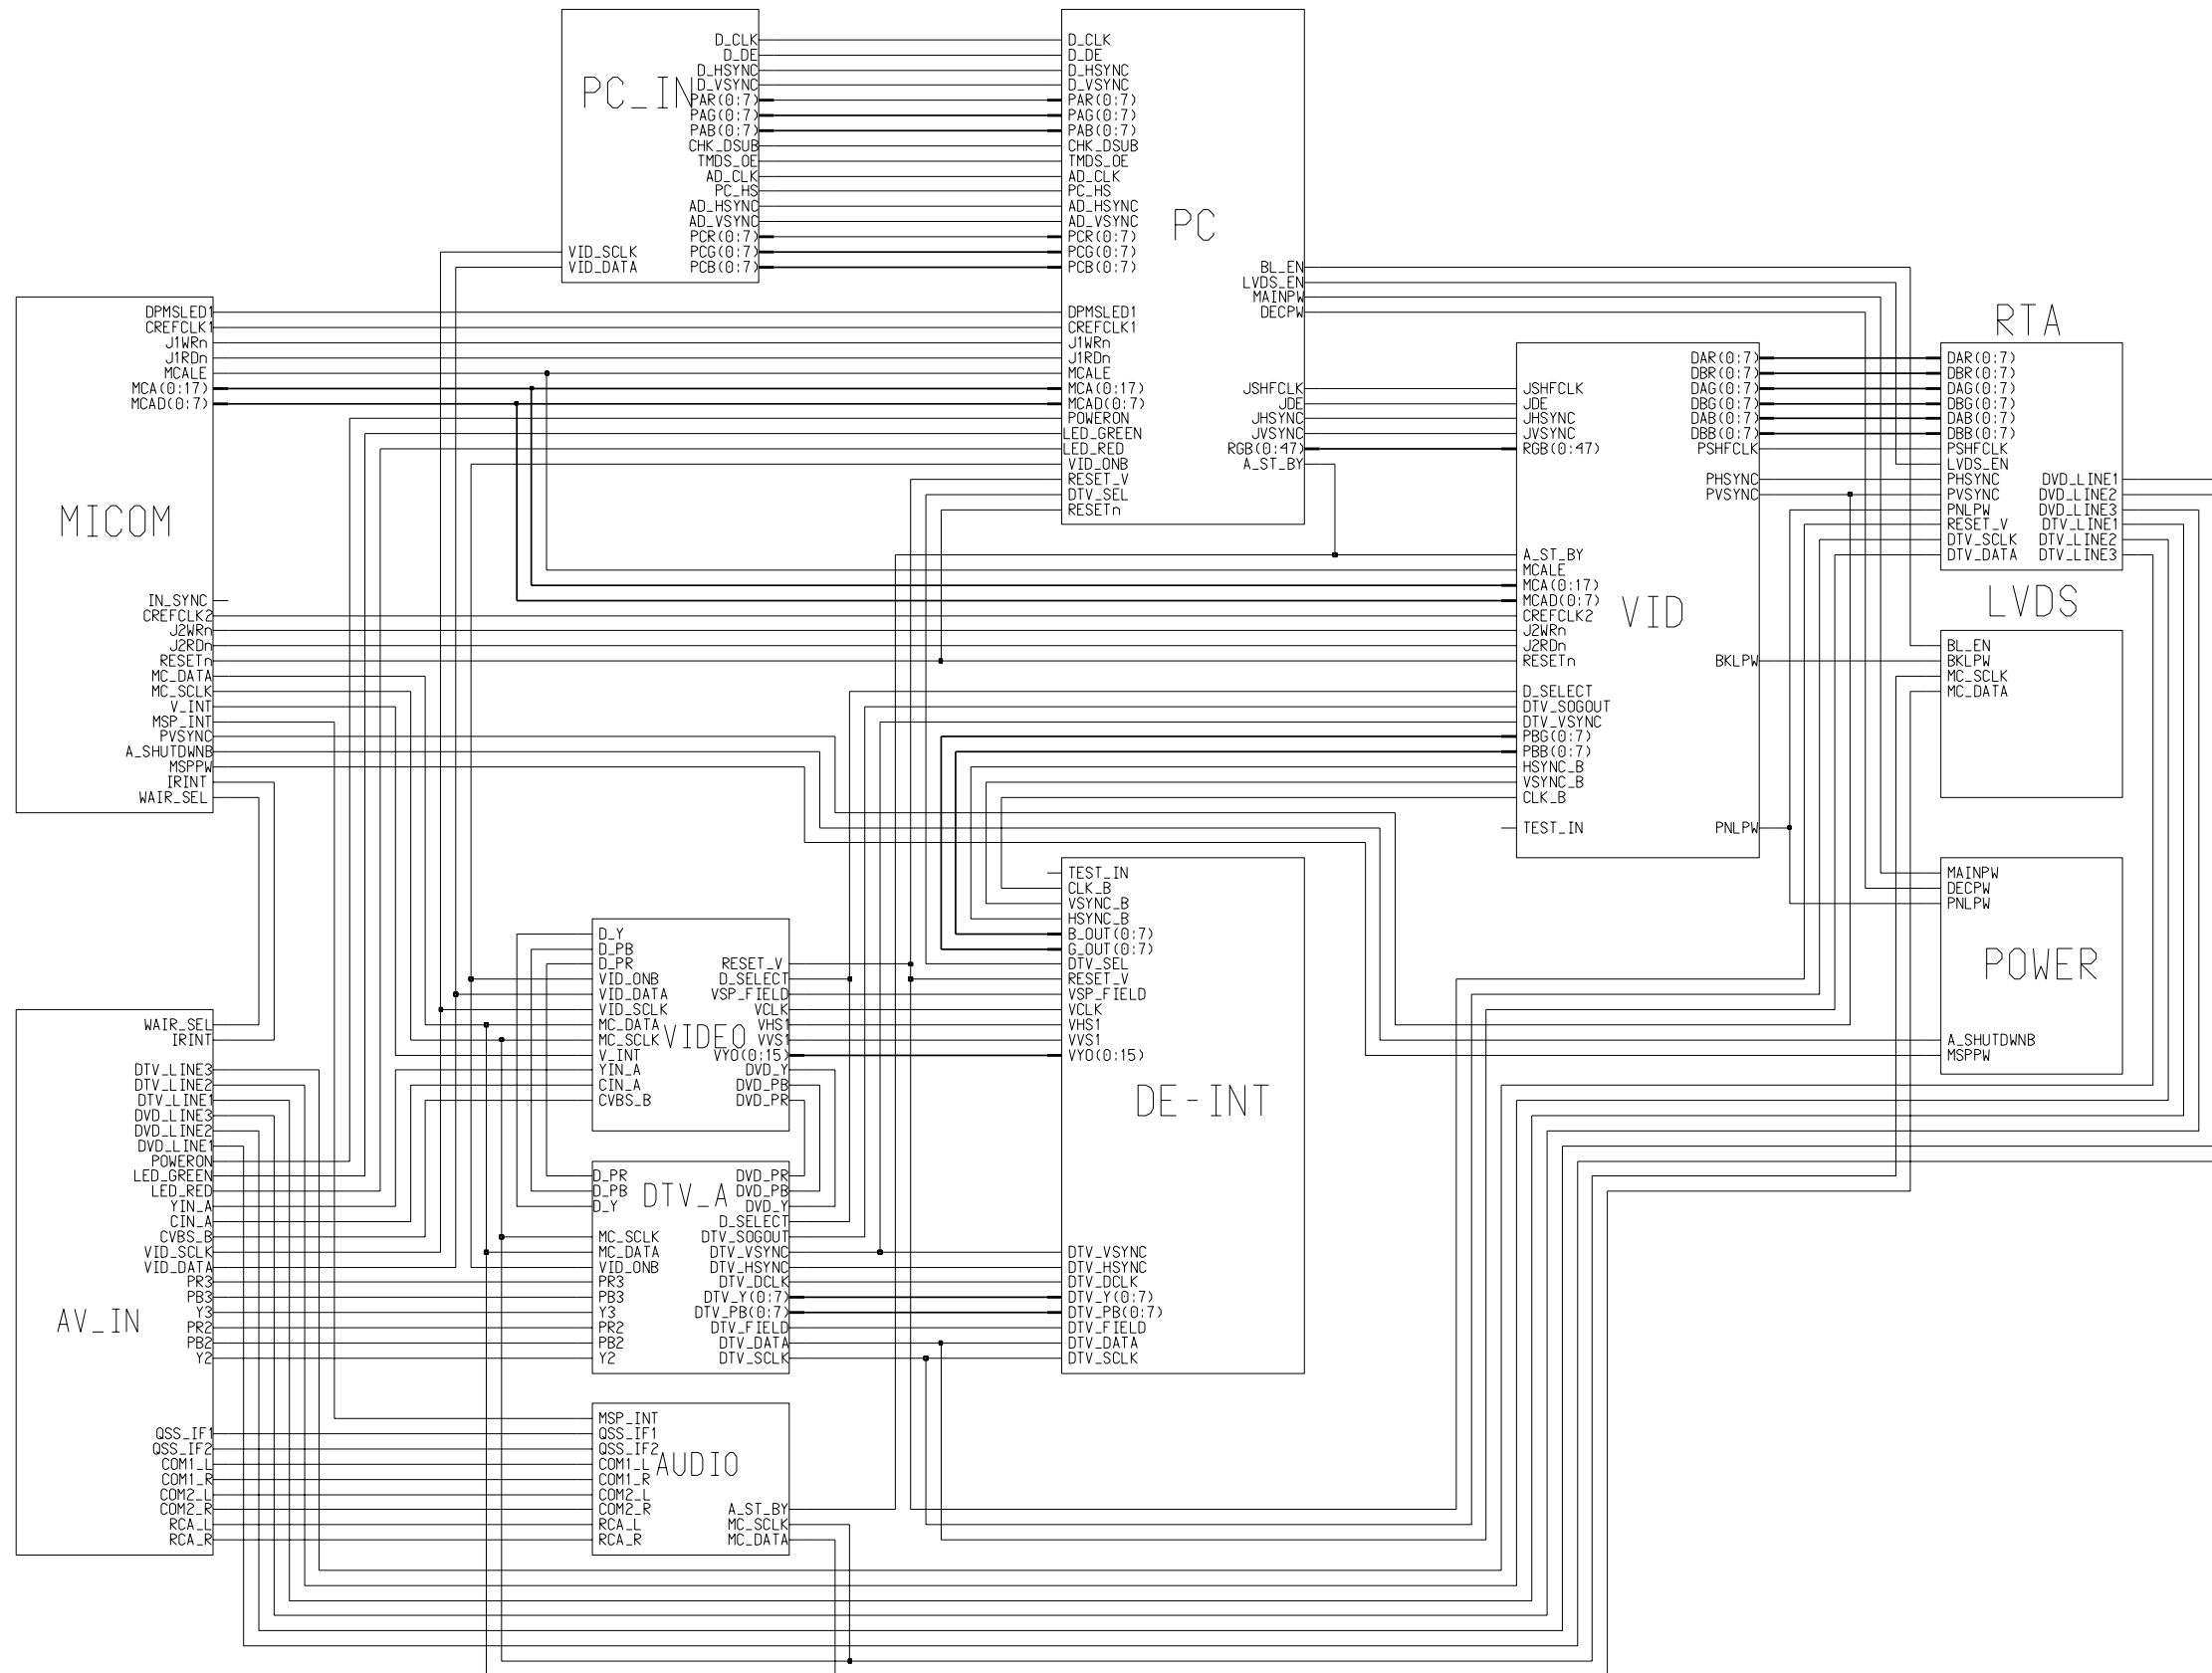 PC_IN
D_CLK
D_DE
D_HSYNC
D_VSYNC
PAR(0:7)
PAG(0:7)
PAB(0:7)
CHK_DSUB
TMDS_OE
AD_CLK
PC_HS
AD_HSYNC
AD_VSYNC
PCR(0:7)
VID_SCLK PCG(0:7)
VID_DATA PCB(0:7)
PC
D_CLK
D_DE
D_HSYNC
D_VSYNC
PAR(0:7)
PAG(0:7)
PAB(0:7)
CHK_DSUB
TMDS_OE
AD_CLK
PC_HS
AD_HSYNC
AD_VSYNC
PCR(0:7)
PCG(0:7)
PCB(0:7)
DPMSLED1
CREFCLK1
J1WRn
J1RDn
MCALE
MCA(0:17)
MCAD(0:7)
POWERON
LED_GREEN
LED_RED
VID_ONB
RESET_V
DTV_SEL
RESETn
BL_EN
LVDS_EN
MAINPW
DECPW
JSHFCLK
JDE
JHSYNC
JVSYNC
RGB(0:47)
A_ST_BY
MICOM
DPMSLED1
CREFCLK1
J1WRn
J1RDn
MCALE
MCA(0:17)
MCAD(0:7)
IN_SYNC
CREFCLK2
J2WRn
J2RDn
RESETn
MC_DATA
MC_SCLK
V_INT
MSP_INT
PVSYNC
A_SHUTDWNB
MSPPW
IRINT
WAIR_SEL
VID
JSHFCLK
JDE
JHSYNC
JVSYNC
RGB(0:47)
A_ST_BY
MCALE
MCA(0:17)
MCAD(0:7)
CREFCLK2
J2WRn
J2RDn
RESETn
D_SELECT
DTV_SOGOUT
DTV_VSYNC
PBG(0:7)
PBB(0:7)
HSYNC_B
VSYNC_B
CLK_B
TEST_IN
DAR(0:7)
DBR(0:7)
DAG(0:7)
DBG(0:7)
DAB(0:7)
DBB(0:7)
PSHFCLK
PHSYNC
PVSYNC
BKLPW
PNLPW
RTA
DAR(0:7)
DBR(0:7)
DAG(0:7)
DBG(0:7)
DAB(0:7)
DBB(0:7)
PSHFCLK
LVDS_EN
PHSYNC DVD_LINE1
PVSYNC DVD_LINE2
PNLPW DVD_LINE3
RESET_V DTV_LINE1
DTV_SCLK DTV_LINE2
DTV_DATA DTV_LINE3
LVDS
BL_EN
BKLPW
MC_SCLK
MC_DATA
POWER
MAINPW
DECPW
PNLPW
A_SHUTDWNB
MSPPW
AV_IN
WAIR_SEL
IRINT
DTV_LINE3
DTV_LINE2
DTV_LINE1
DVD_LINE3
DVD_LINE2
DVD_LINE1
POWERON
LED_GREEN
LED_RED
YIN_A
CIN_A
CVBS_B
VID_SCLK
VID_DATA
PR3
PB3
Y3
PR2
PB2
Y2
QSS_IF1
QSS_IF2
COM1_L
COM1_R
COM2_L
COM2_R
RCA_L
RCA_R
VIDEO
D_Y
D_PB
D_PR
VID_ONB
VID_DATA
VID_SCLK
MC_DATA
MC_SCLK
V_INT
YIN_A
CIN_A
CVBS_B
RESET_V
D_SELECT
VSP_FIELD
VCLK
VHS1
VVS1
VYO(0:15)
DVD_Y
DVD_PB
DVD_PR
DTV_A
D_PR
D_PB
D_Y
MC_SCLK
MC_DATA
VID_ONB
PR3
PB3
Y3
PR2
PB2
Y2
DVD_PR
DVD_PB
DVD_Y
D_SELECT
DTV_SOGOUT
DTV_VSYNC
DTV_HSYNC
DTV_DCLK
DTV_Y(0:7)
DTV_PB(0:7)
DTV_FIELD
DTV_DATA
DTV_SCLK
AUDIO
MSP_INT
QSS_IF1
QSS_IF2
COM1_L
COM1_R
COM2_L
COM2_R
RCA_L
RCA_R
A_ST_BY
MC_SCLK
MC_DATA
DE-INT
TEST_IN
CLK_B
VSYNC_B
HSYNC_B
B_OUT(0:7)
G_OUT(0:7)
DTV_SEL
RESET_V
VSP_FIELD
VCLK
VHS1
VVS1
VYO(0:15)
DTV_VSYNC
DTV_HSYNC
DTV_DCLK
DTV_Y(0:7)
DTV_PB(0:7)
DTV_FIELD
DTV_DATA
DTV_SCLK